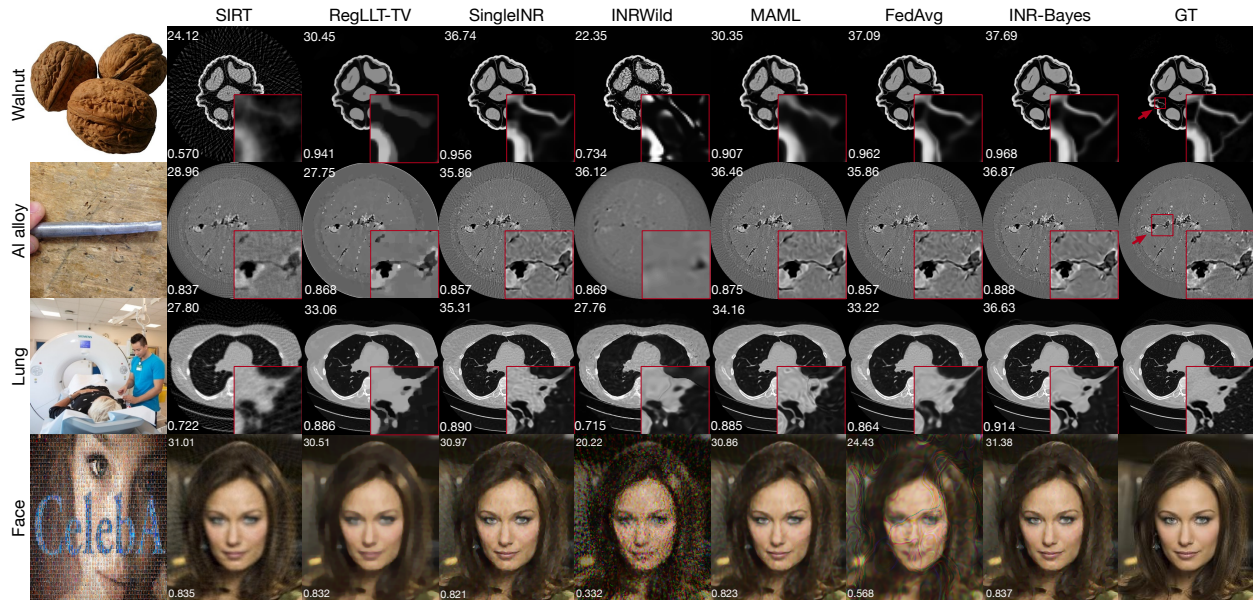 SIRT RegLLT-TV SingleINR INRWild MAML FedAvg INR-Bayes GT
Walnut
24.12 30.45 36.74 22.35 30.35 37.09 37.69
0.570 0.941 0.956 0.734 0.907 0.962 0.968
Al alloy
28.96 27.75 35.86 36.12 36.46 35.86 36.87
0.837 0.868 0.857 0.869 0.875 0.857 0.888
Lung
27.80 33.06 35.31 27.76 34.16 33.22 36.63
0.722 0.886 0.890 0.715 0.885 0.864 0.914
Face
CelebA
31.01 30.51 30.97 20.22 30.86 24.43 31.38
0.835 0.832 0.821 0.332 0.823 0.568 0.837